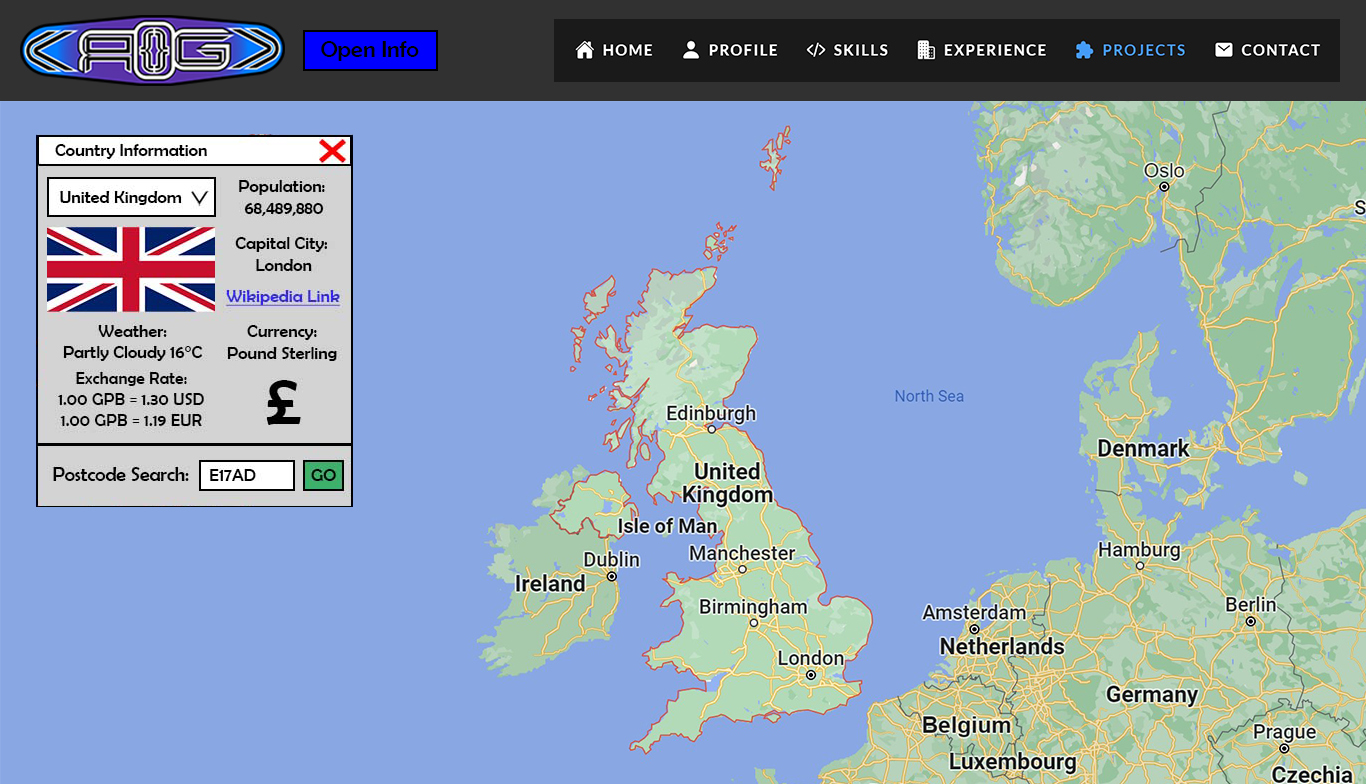 AOG
Open Info
HOME
PROFILE
SKILLS
EXPERIENCE
PROJECTS
CONTACT
Country Information
United Kingdom
Population:
68,489,880
Capital City:
London
Wikipedia Link
Weather:
Partly Cloudy 16°C
Currency:
Pound Sterling
Exchange Rate:
1.00 GPB = 1.30 USD
1.00 GPB = 1.19 EUR
£
Postcode Search:
E17AD
GO
Oslo
S
North Sea
Edinburgh
Denmark
United
Kingdom
Isle of Man
Manchester
Hamburg
Dublin
Ireland
Birmingham
Amsterdam
Berlin
Netherlands
London
Germany
Belgium
Prague
Luxembourg
Czechia